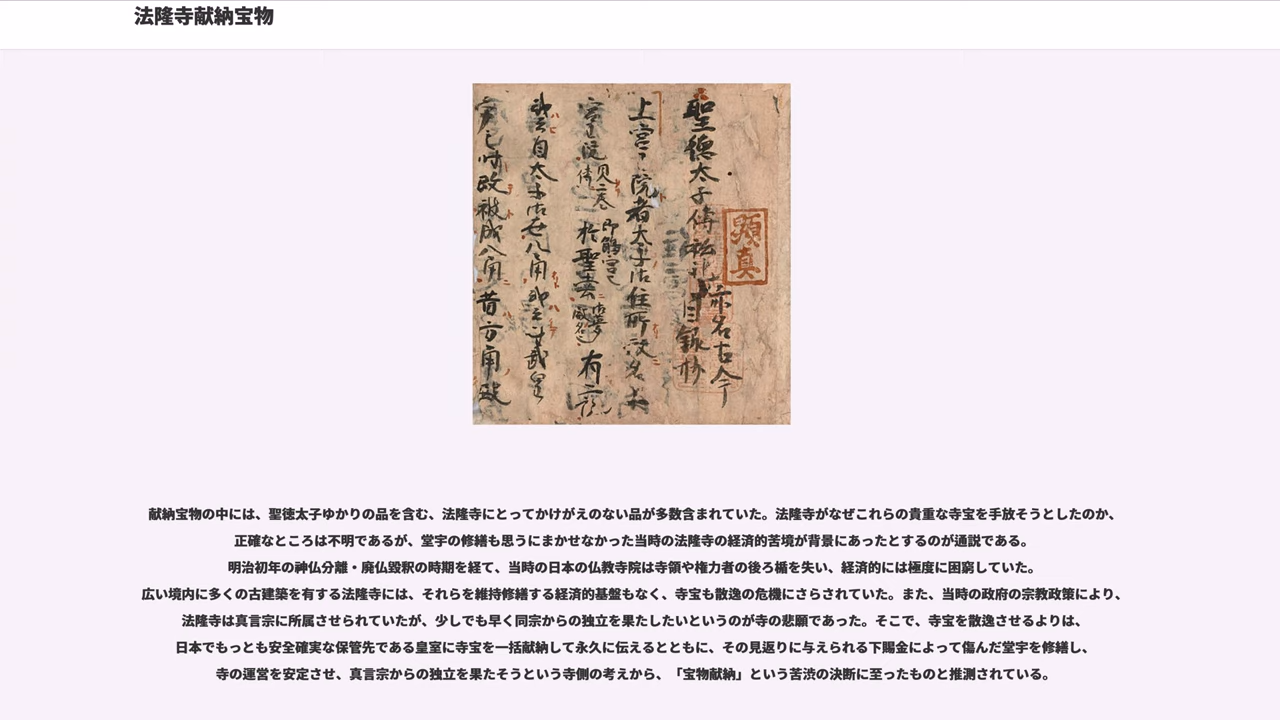 法隆寺献納宝物
聖徳太子傳私記
亦名古今
目録抄
顕真
上宮王院者太子御住所
献納宝物の中には、聖徳太子ゆかりの品を含む、法隆寺にとってかけがえのない品が多数含まれていた。法隆寺がなぜこれらの貴重な寺宝を手放そうとしたのか、
正確なところは不明であるが、堂宇の修繕も思うにまかせなかった当時の法隆寺の経済的苦境が背景にあったとするのが通説である。
明治初年の神仏分離・廃仏毀釈の時期を経て、当時の日本の仏教寺院は寺領や権力者の後ろ楯を失い、経済的には極度に困窮していた。
広い境内に多くの古建築を有する法隆寺には、それらを維持修繕する経済的基盤もなく、寺宝も散逸の危機にさらされていた。また、当時の政府の宗教政策により、
法隆寺は真言宗に所属させられていたが、少しでも早く同宗からの独立を果たしたいというのが寺の悲願であった。そこで、寺宝を散逸させるよりは、
日本でもっとも安全確実な保管先である皇室に寺宝を一括献納して永久に伝えるとともに、その見返りに与えられる下賜金によって傷んだ堂宇を修繕し、
寺の運営を安定させ、真言宗からの独立を果たそうという寺側の考えから、「宝物献納」という苦渋の決断に至ったものと推測されている。